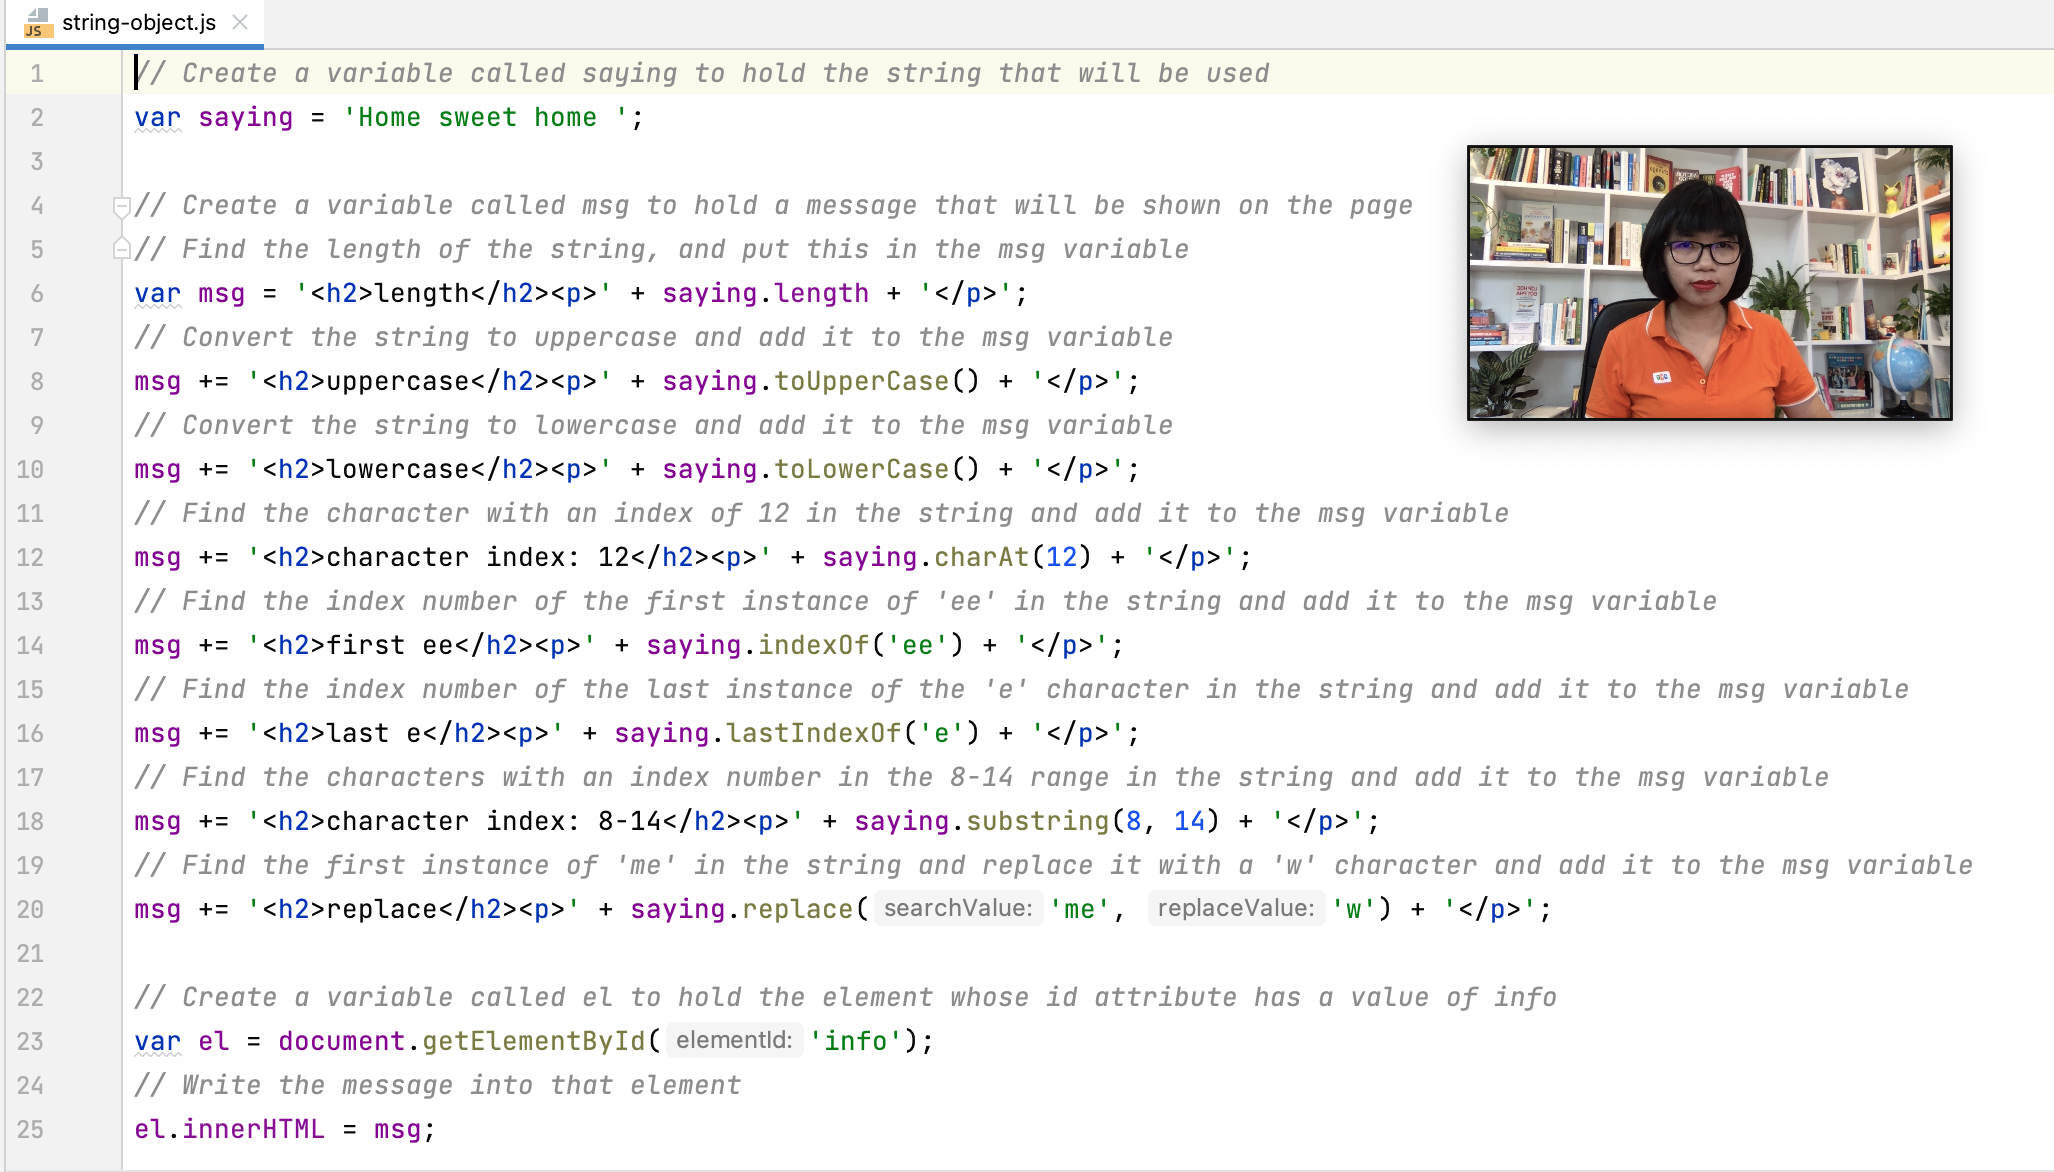 string-object.js
1 // Create a variable called saying to hold the string that will be used
2 var saying = 'Home sweet home ';
3
4 // Create a variable called msg to hold a message that will be shown on the page
5 // Find the length of the string, and put this in the msg variable
6 var msg = '<h2>length</h2><p>' + saying.length + '</p>';
7 // Convert the string to uppercase and add it to the msg variable
8 msg += '<h2>uppercase</h2><p>' + saying.toUpperCase() + '</p>';
9 // Convert the string to lowercase and add it to the msg variable
10 msg += '<h2>lowercase</h2><p>' + saying.toLowerCase() + '</p>';
11 // Find the character with an index of 12 in the string and add it to the msg variable
12 msg += '<h2>character index: 12</h2><p>' + saying.charAt(12) + '</p>';
13 // Find the index number of the first instance of 'ee' in the string and add it to the msg variable
14 msg += '<h2>first ee</h2><p>' + saying.indexOf('ee') + '</p>';
15 // Find the index number of the last instance of the 'e' character in the string and add it to the msg variable
16 msg += '<h2>last e</h2><p>' + saying.lastIndexOf('e') + '</p>';
17 // Find the characters with an index number in the 8-14 range in the string and add it to the msg variable
18 msg += '<h2>character index: 8-14</h2><p>' + saying.substring(8, 14) + '</p>';
19 // Find the first instance of 'me' in the string and replace it with a 'w' character and add it to the msg variable
20 msg += '<h2>replace</h2><p>' + saying.replace( searchValue: 'me', replaceValue: 'w') + '</p>';
21
22 // Create a variable called el to hold the element whose id attribute has a value of info
23 var el = document.getElementById( elementId: 'info');
24 // Write the message into that element
25 el.innerHTML = msg;